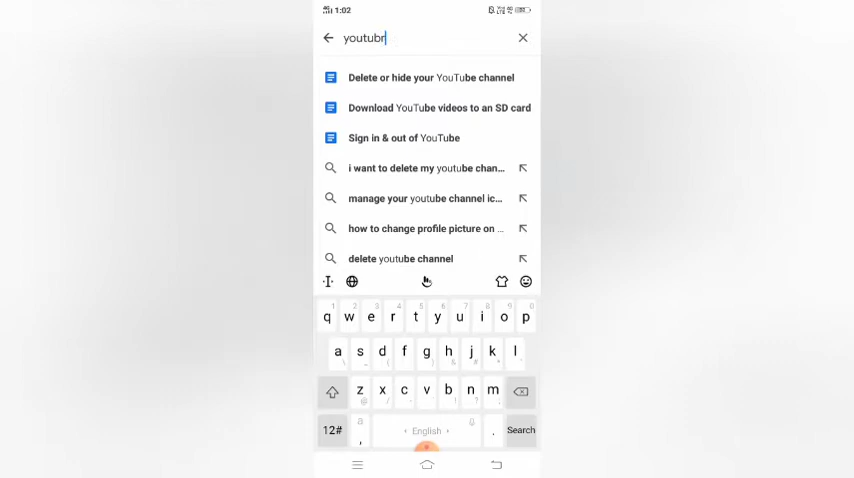 1:02
youtubr
Delete or hide your YouTube channel
Download YouTube videos to an SD card
Sign in & out of YouTube
i want to delete my youtube chan...
manage your youtube channel ic...
how to change profile picture on ...
delete youtube channel
1 2 3 4 5 6 7 8 9 0
q w e r t y u i o p
a s d f g h j k l
z x c v b n m
12# , English . Search